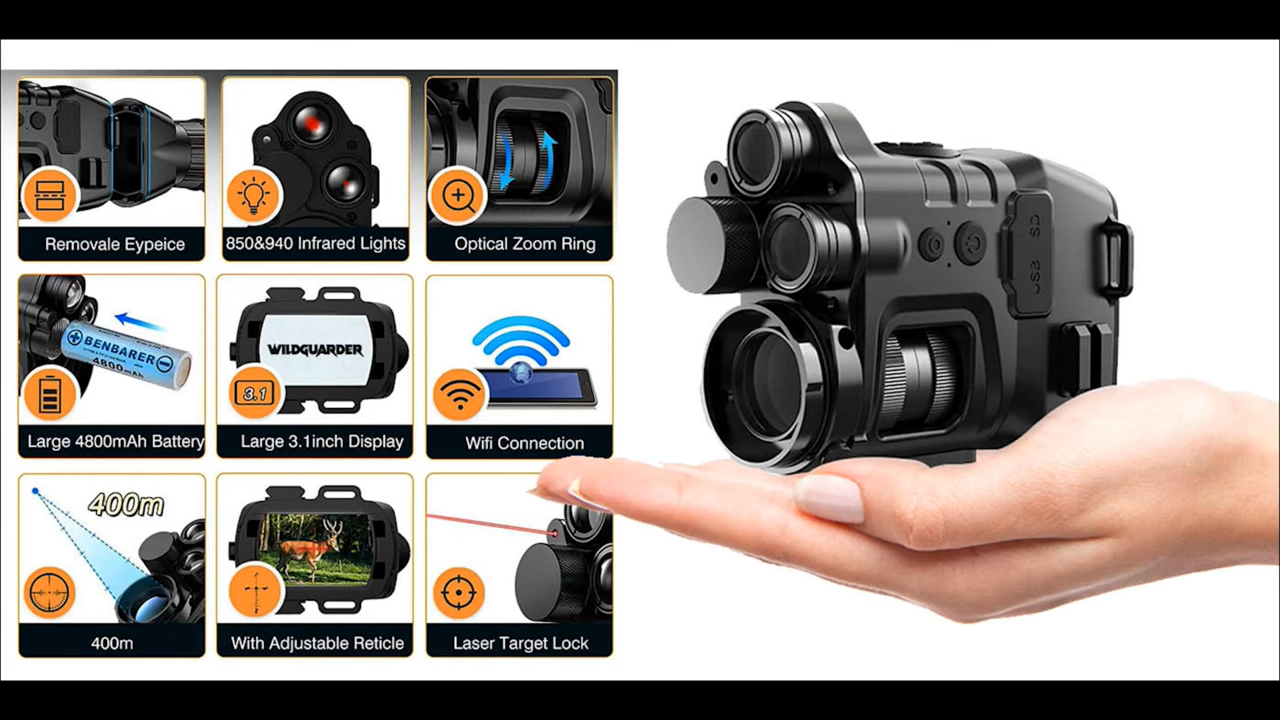 Removale Eypeice
850&940 Infrared Lights
Optical Zoom Ring
BENBARER
4800mAh
Large 4800mAh Battery
WILDGUARDER
3.1
Large 3.1inch Display
Wifi Connection
400m
400m
With Adjustable Reticle
Laser Target Lock
USB SD